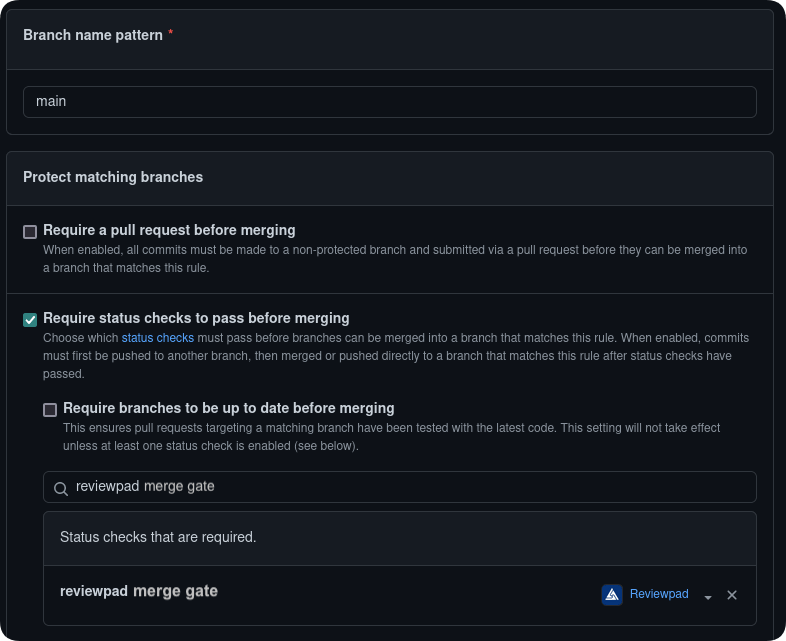 Branch name pattern *
main
Protect matching branches
Require a pull request before merging
When enabled, all commits must be made to a non-protected branch and submitted via a pull request before they can be merged into
a branch that matches this rule.
Require status checks to pass before merging
Choose which status checks must pass before branches can be merged into a branch that matches this rule. When enabled, commits
must first be pushed to another branch, then merged or pushed directly to a branch that matches this rule after status checks have
passed.
Require branches to be up to date before merging
This ensures pull requests targeting a matching branch have been tested with the latest code. This setting will not take effect
unless at least one status check is enabled (see below).
reviewpad merge gate
Status checks that are required.
reviewpad merge gate Reviewpad